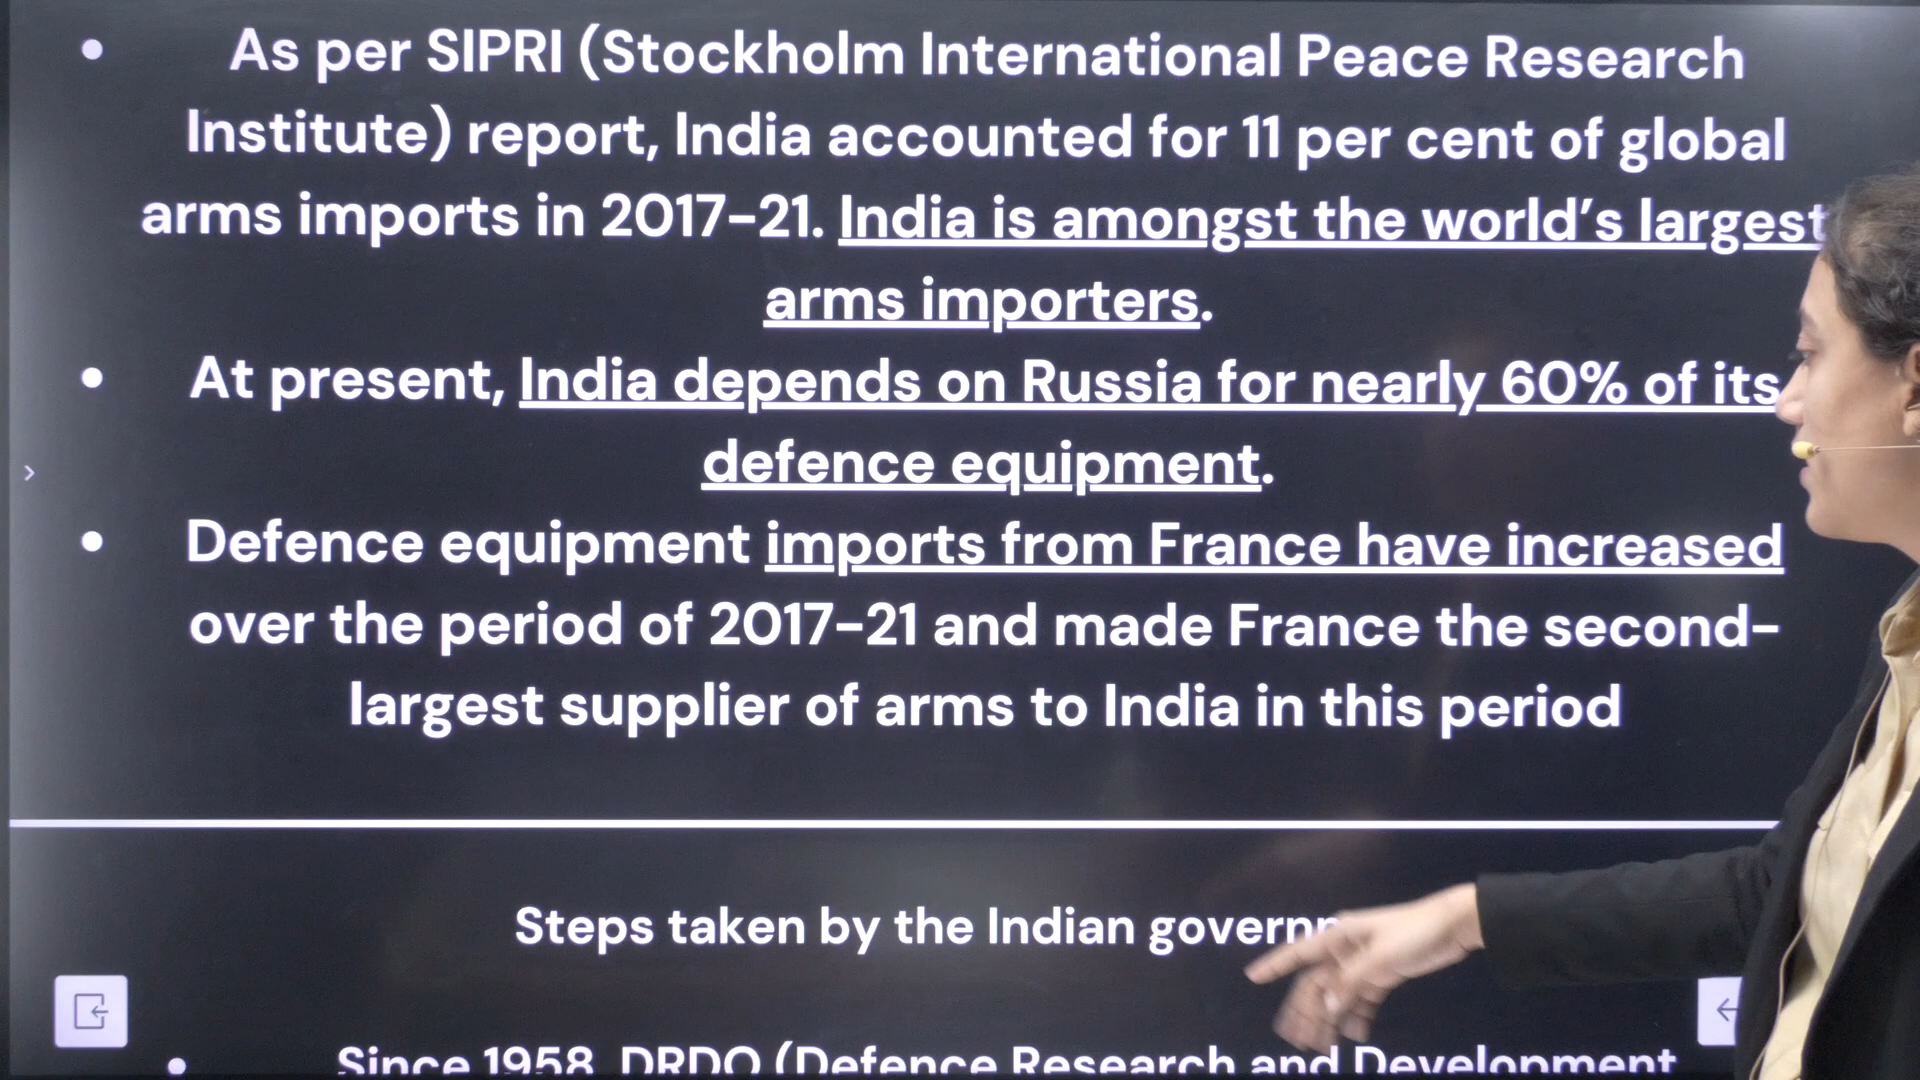 • As per SIPRI (Stockholm International Peace Research
Institute) report, India accounted for 11 per cent of global
arms imports in 2017-21. India is amongst the world's largest
arms importers.
• At present, India depends on Russia for nearly 60% of its
defence equipment.
• Defence equipment imports from France have increased
over the period of 2017-21 and made France the second-
largest supplier of arms to India in this period
Steps taken by the Indian
• Since 1958, DRDO (Defence Research and Development